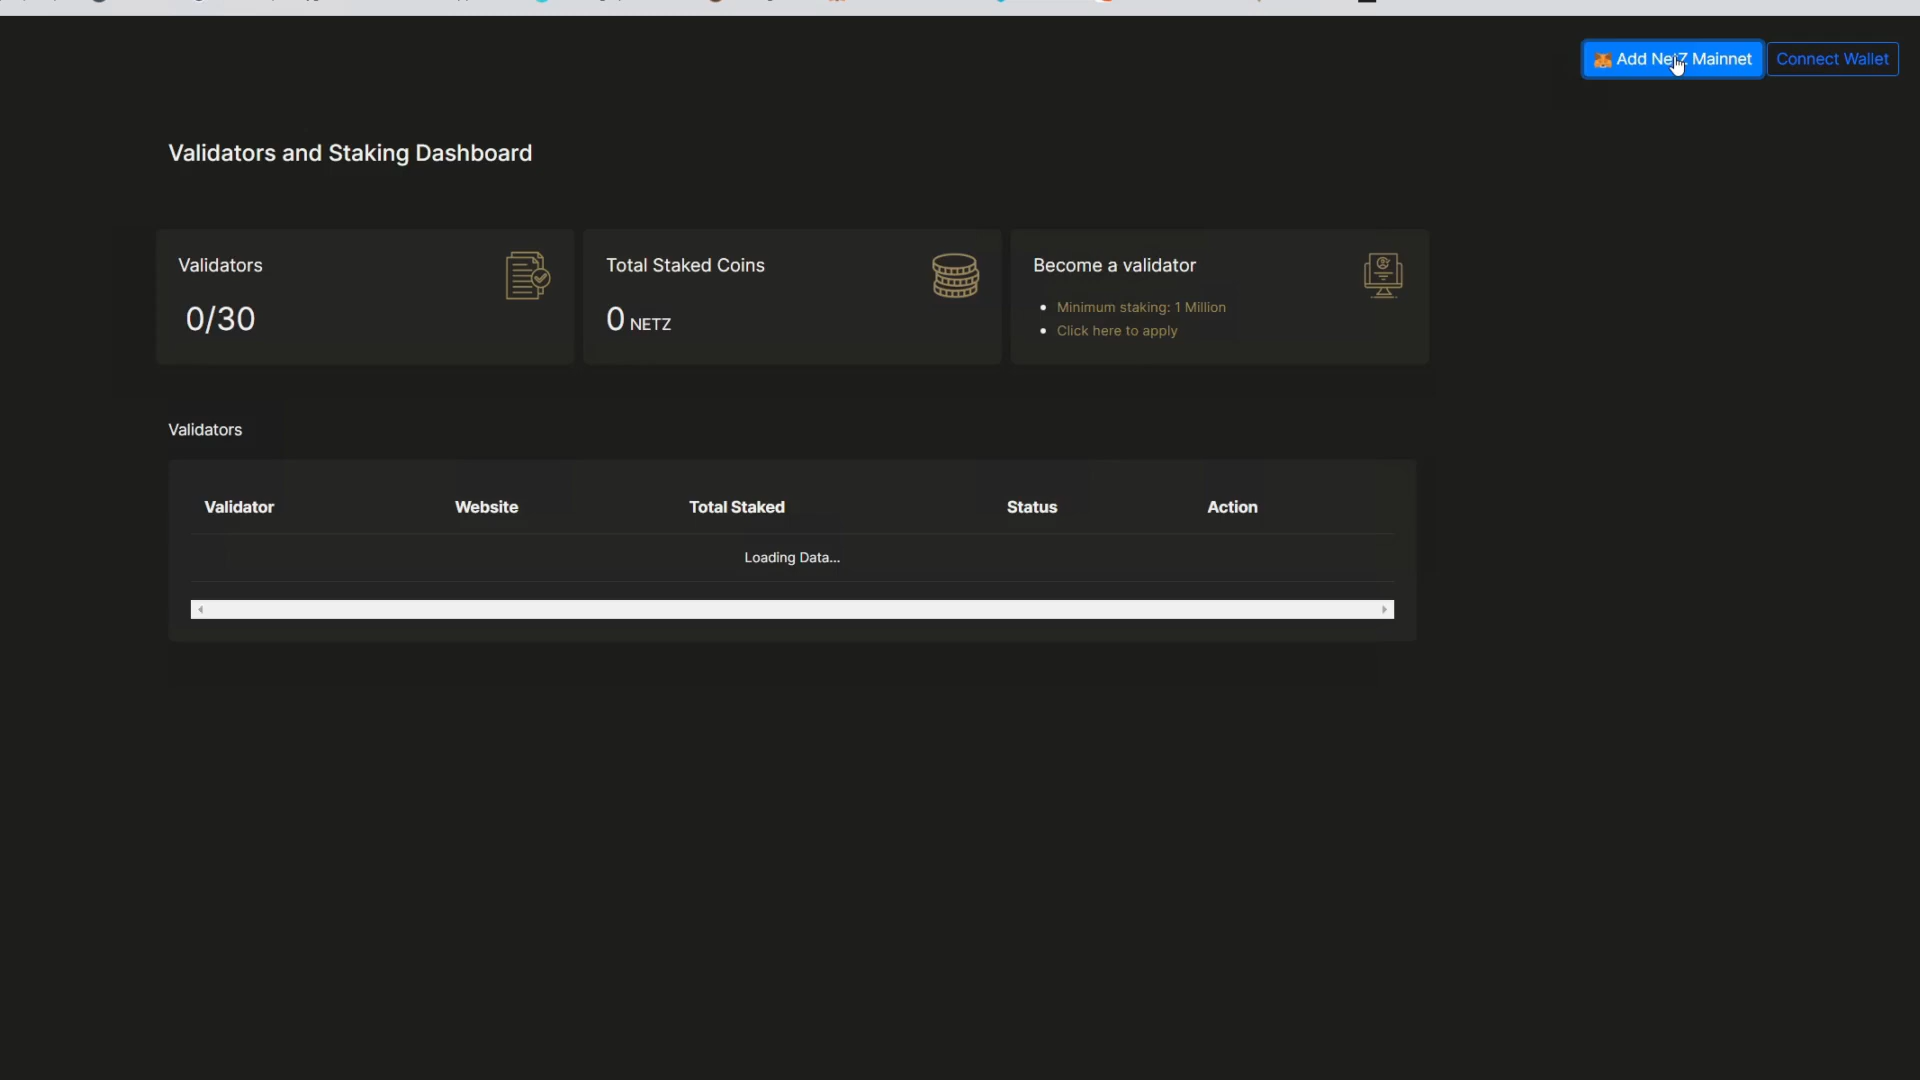 Add NetZ Mainnet
Connect Wallet
Validators and Staking Dashboard
Validators
0/30
Total Staked Coins
0 NETZ
Become a validator
Minimum staking: 1 Million
Click here to apply
Validators
Validator Website Total Staked Status Action
Loading Data...